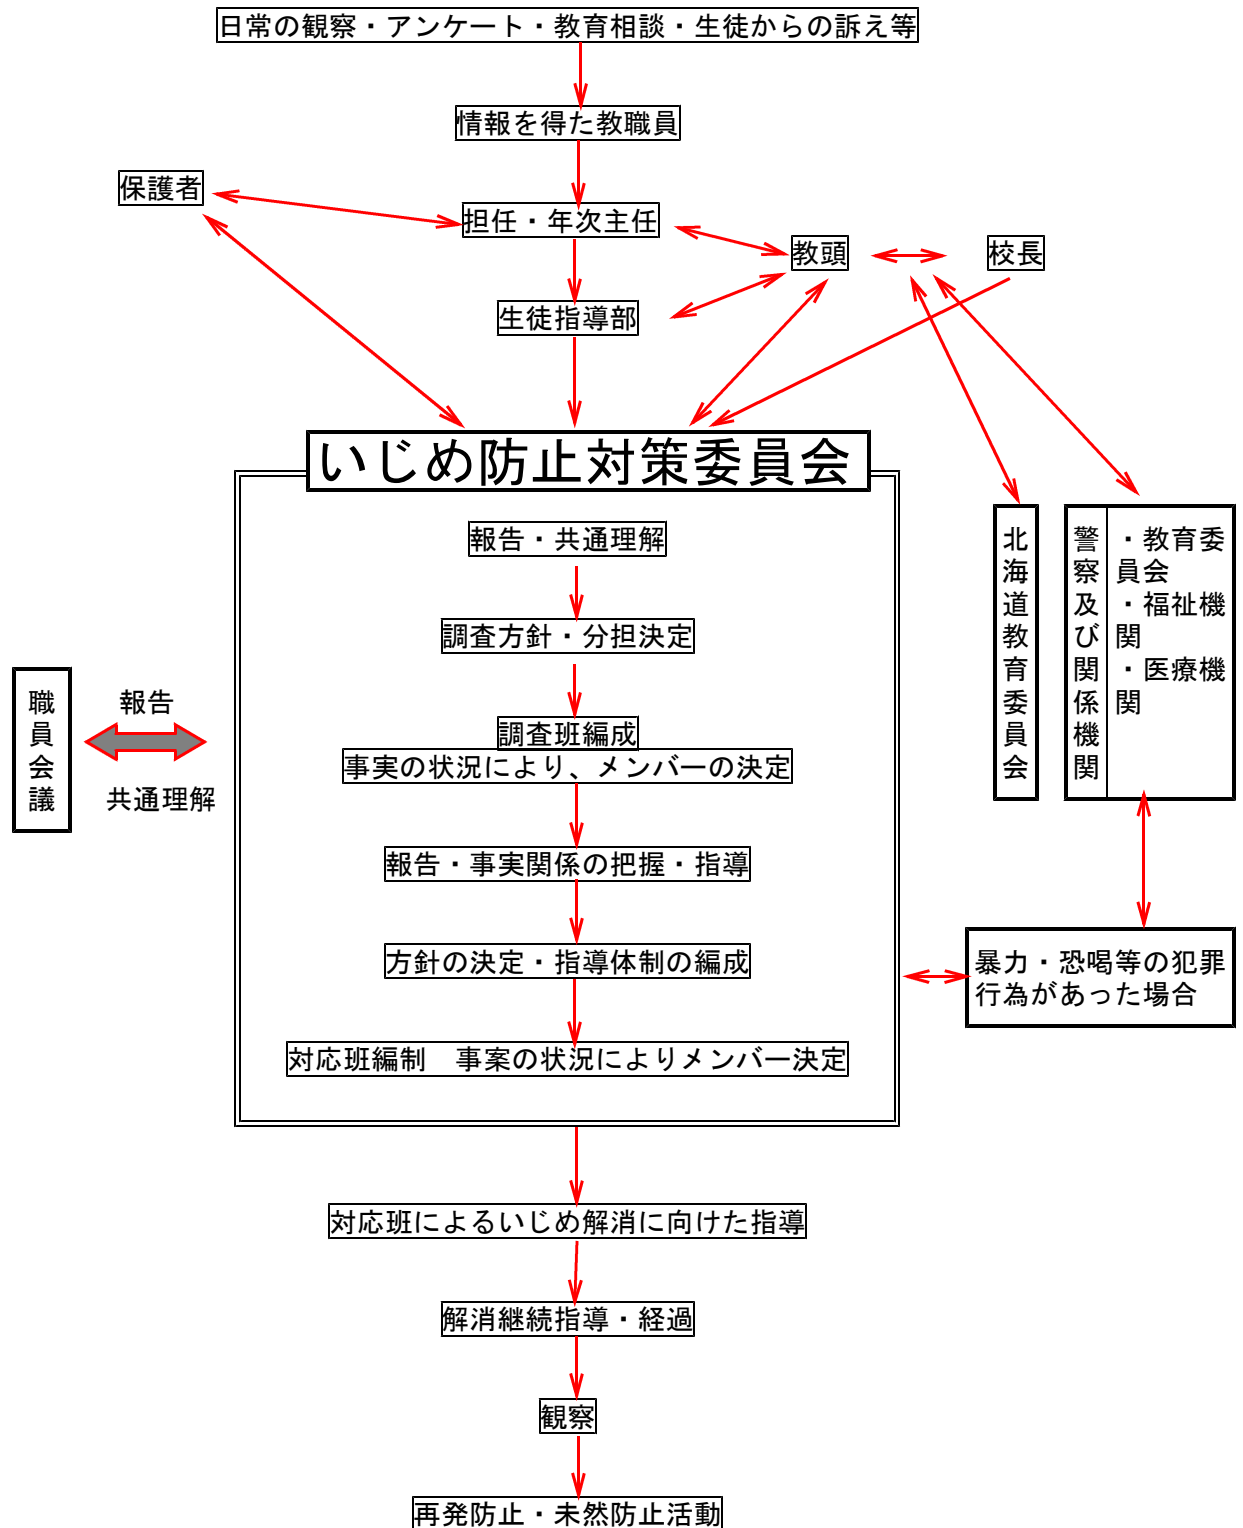 日常の観察・アンケート・教育相談・生徒からの訴え等
情報を得た教職員
保護者
担任・年次主任
教頭
校長
生徒指導部
いじめ防止対策委員会
報告・共通理解
調査方針・分担決定
調査班編成
事実の状況により、メンバーの決定
報告・事実関係の把握・指導
方針の決定・指導体制の編成
対応班編制　事案の状況によりメンバー決定
職員会議
報告
共通理解
北海道教育委員会
警察及び関係機関
・教育委
員会
・福祉機
関
・医療機
関
暴力・恐喝等の犯罪
行為があった場合
対応班によるいじめ解消に向けた指導
解消継続指導・経過
観察
再発防止・未然防止活動